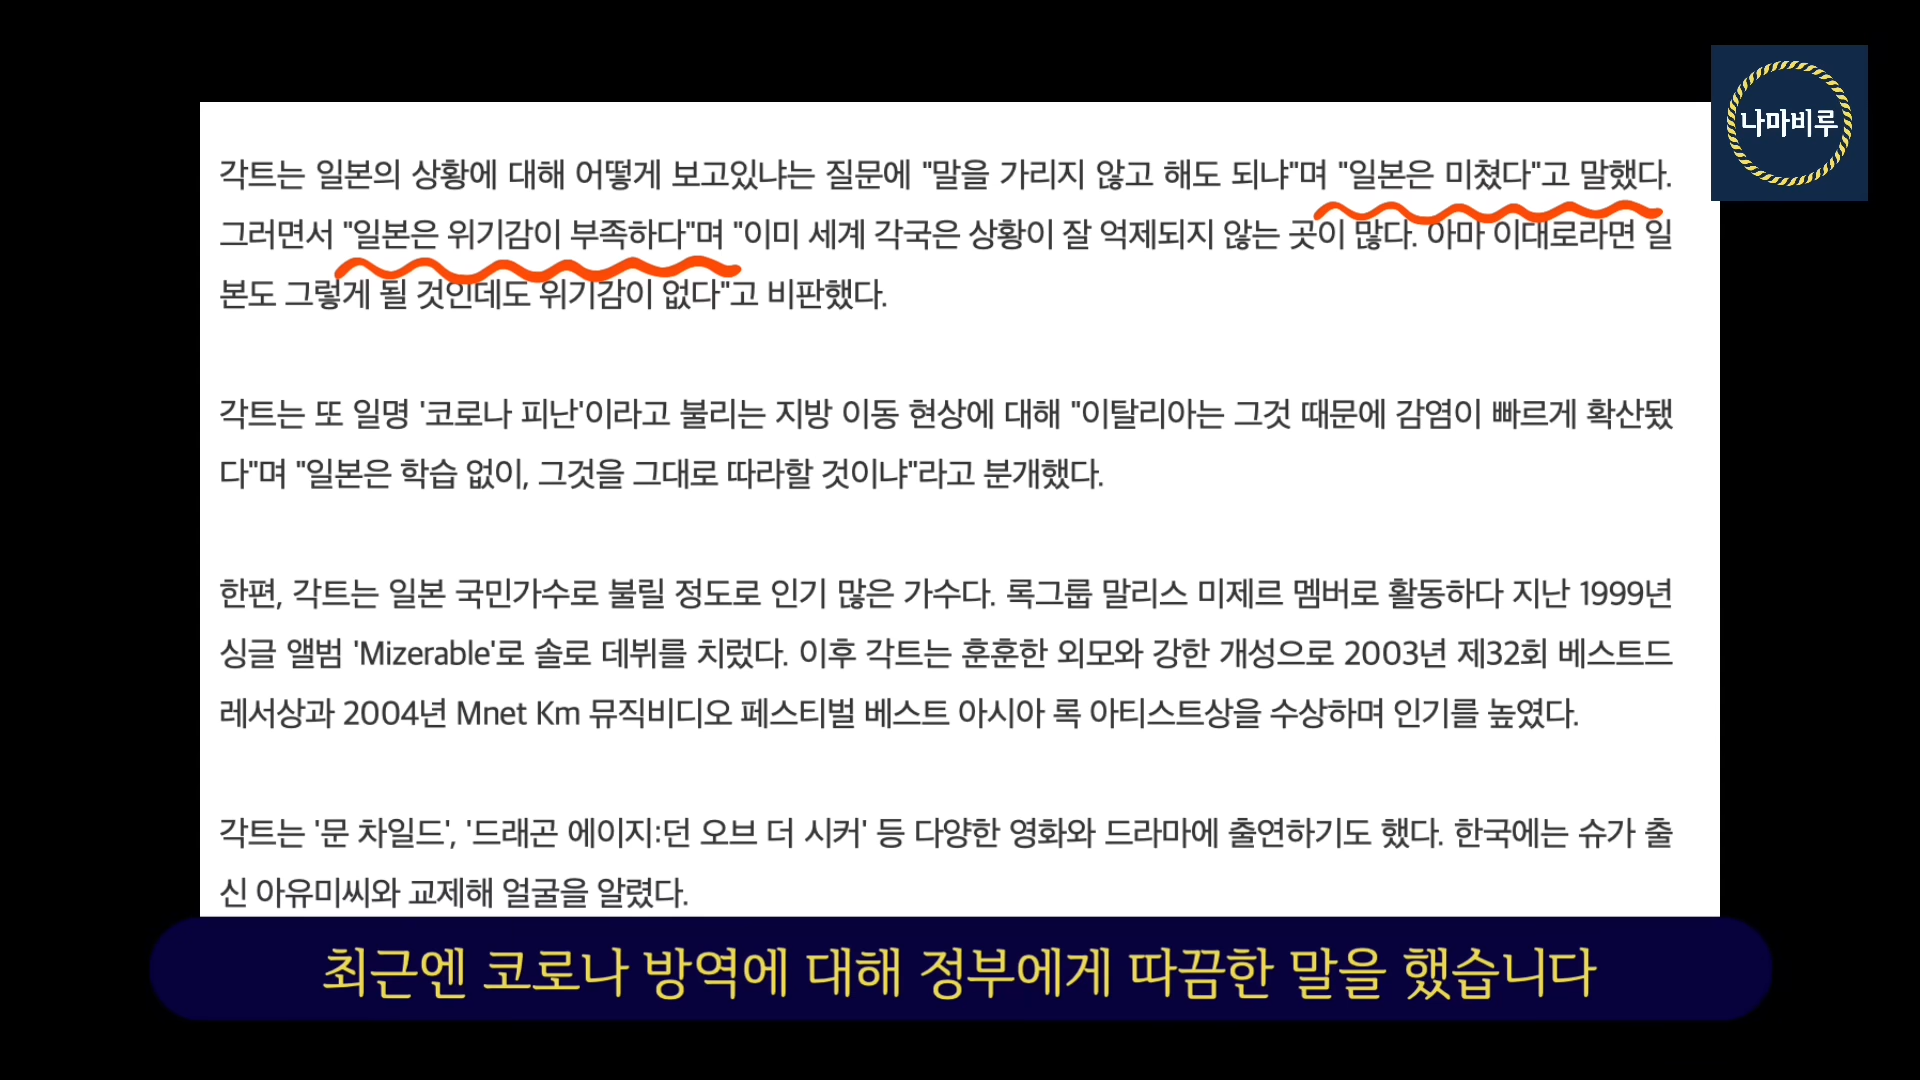 나마비루
각트는 일본의 상황에 대해 어떻게 보고있냐는 질문에 "말을 가리지 않고 해도 되냐"며 "일본은 미쳤다"고 말했다.
그러면서 "일본은 위기감이 부족하다"며 "이미 세계 각국은 상황이 잘 억제되지 않는 곳이 많다. 아마 이대로라면 일
본도 그렇게 될 것인데도 위기감이 없다"고 비판했다.
각트는 또 일명 '코로나 피난'이라고 불리는 지방 이동 현상에 대해 "이탈리아는 그것 때문에 감염이 빠르게 확산됐
다"며 "일본은 학습 없이, 그것을 그대로 따라할 것이냐"라고 분개했다.
한편, 각트는 일본 국민가수로 불릴 정도로 인기 많은 가수다. 록그룹 말리스 미제르 멤버로 활동하다 지난 1999년
싱글 앨범 'Mizerable'로 솔로 데뷔를 치렀다. 이후 각트는 훈훈한 외모와 강한 개성으로 2003년 제32회 베스트드
레서상과 2004년 Mnet Km 뮤직비디오 페스티벌 베스트 아시아 록 아티스트상을 수상하며 인기를 높였다.
각트는 '문 차일드', '드래곤 에이지:던 오브 더 시커' 등 다양한 영화와 드라마에 출연하기도 했다. 한국에는 슈가 출
신 아유미씨와 교제해 얼굴을 알렸다.
최근엔 코로나 방역에 대해 정부에게 따끔한 말을 했습니다